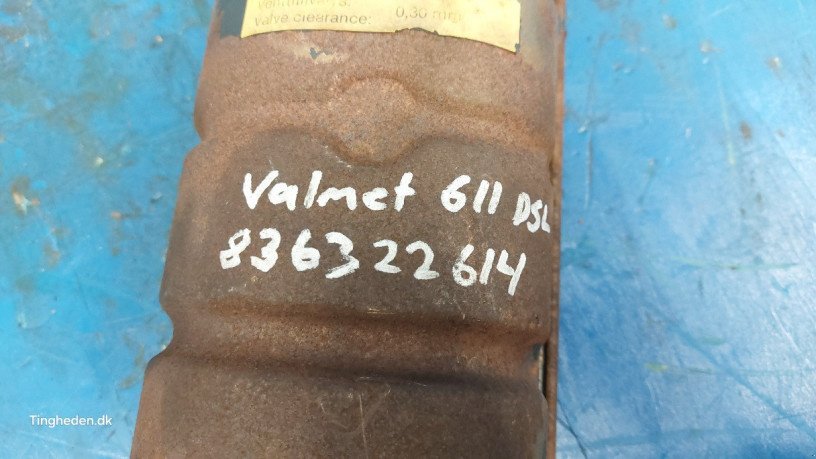 valve clearance: 0,30 mm
Valmet 611 DSL
836322614
Tingheden.dk